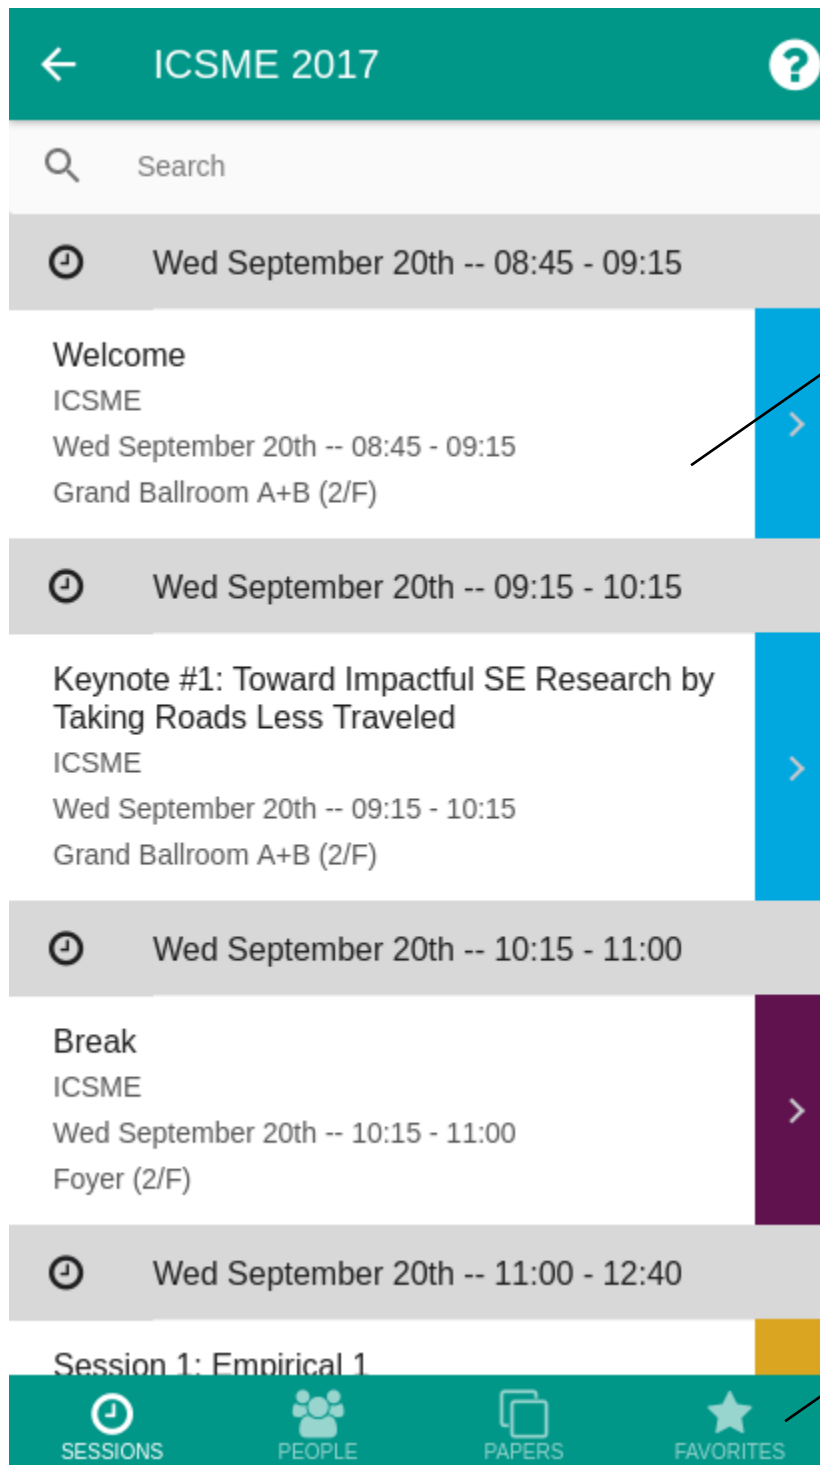 ICSME 2017
Search
Wed September 20th -- 08:45 - 09:15
Welcome
ICSME
Wed September 20th -- 08:45 - 09:15
Grand Ballroom A+B (2/F)
Wed September 20th -- 09:15 - 10:15
Keynote #1: Toward Impactful SE Research by
Taking Roads Less Traveled
ICSME
Wed September 20th -- 09:15 - 10:15
Grand Ballroom A+B (2/F)
Wed September 20th -- 10:15 - 11:00
Break
ICSME
Wed September 20th -- 10:15 - 11:00
Foyer (2/F)
Wed September 20th -- 11:00 - 12:40
Session 1: Empirical 1
SESSIONS PEOPLE PAPERS FAVORITES